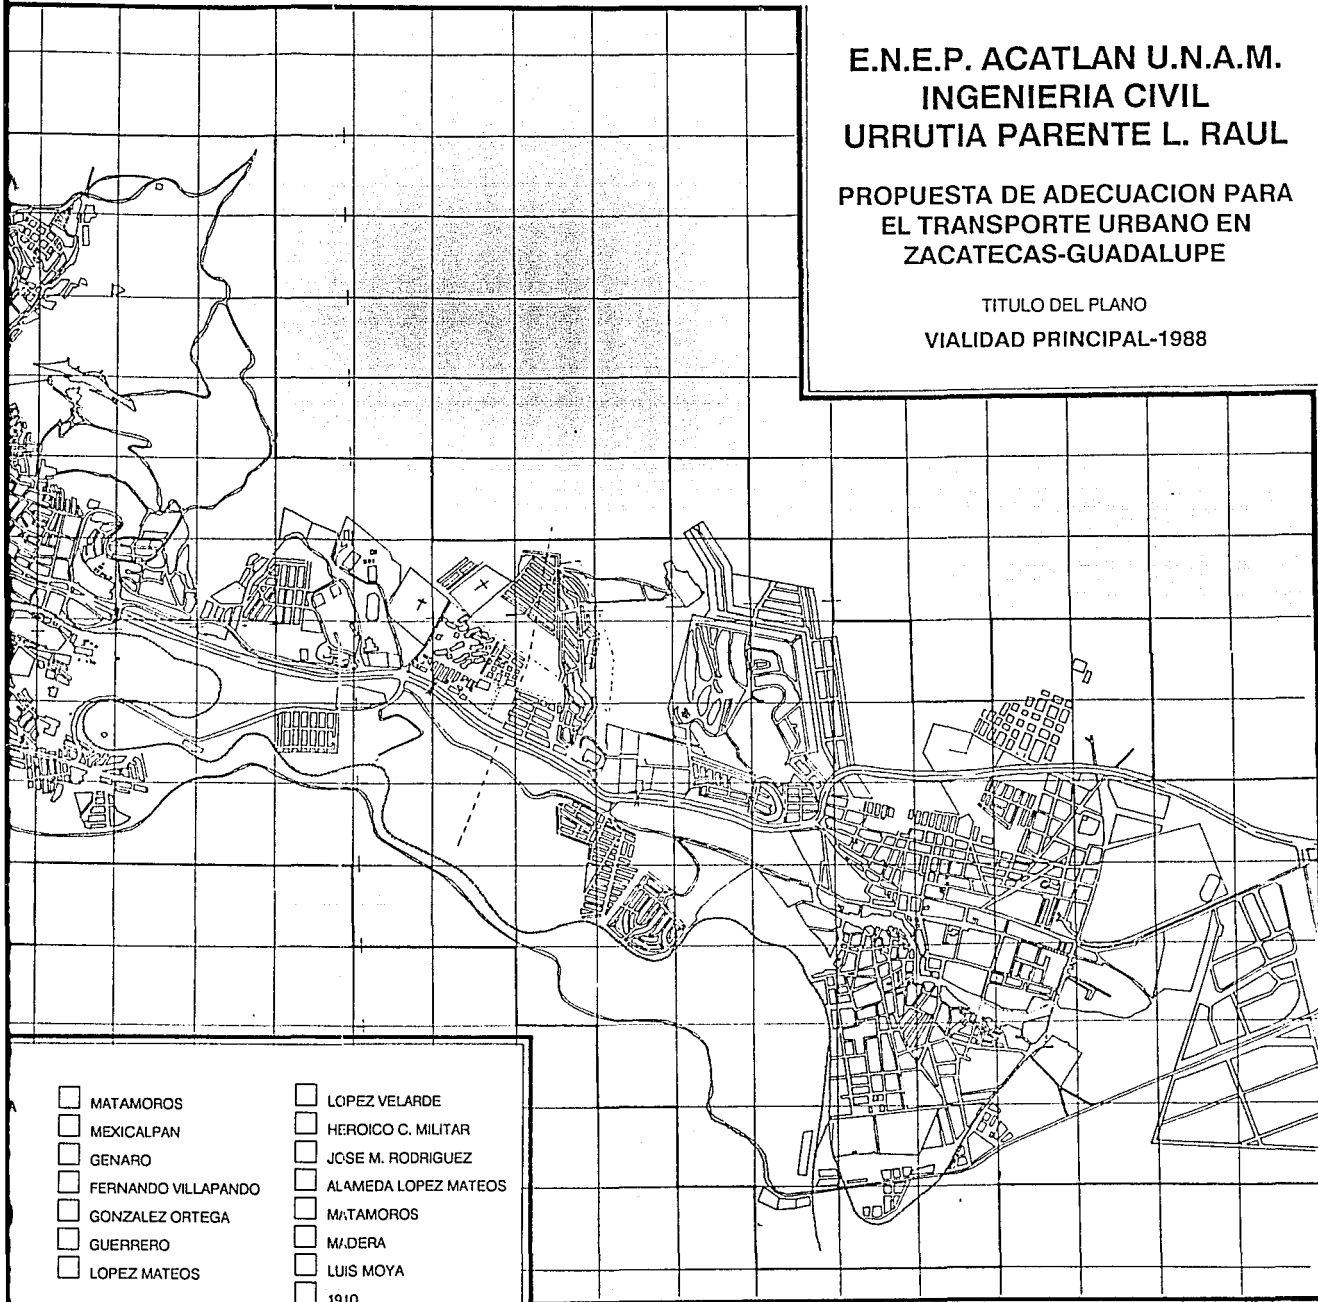 E.N.E.P. ACATLAN U.N.A.M.
INGENIERIA CIVIL
URRUTIA PARENTE L. RAUL
PROPUESTA DE ADECUACION PARA
EL TRANSPORTE URBANO EN
ZACATECAS-GUADALUPE
TITULO DEL PLANO
VIALIDAD PRINCIPAL-1988
MATAMOROS
MEXICALPAN
GENARO
FERNANDO VILLAPANDO
GONZALEZ ORTEGA
GUERRERO
LOPEZ MATEOS
LOPEZ VELARDE
HEROICO C. MILITAR
JOSE M. RODRIGUEZ
ALAMEDA LOPEZ MATEOS
MATAMOROS
MADERA
LUIS MOYA
1910